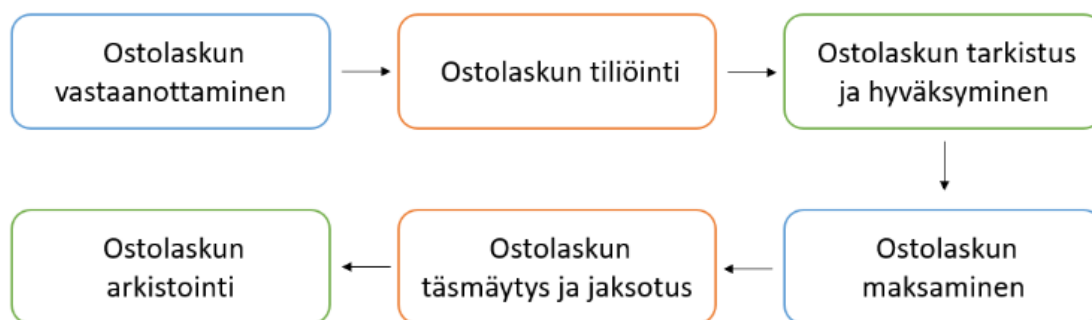 Ostolaskun
vastaanottaminen
Ostolaskun tiliöinti
Ostolaskun tarkistus
ja hyväksyminen
Ostolaskun
maksaminen
Ostolaskun
täsmäytys ja jaksotus
Ostolaskun
arkistointi